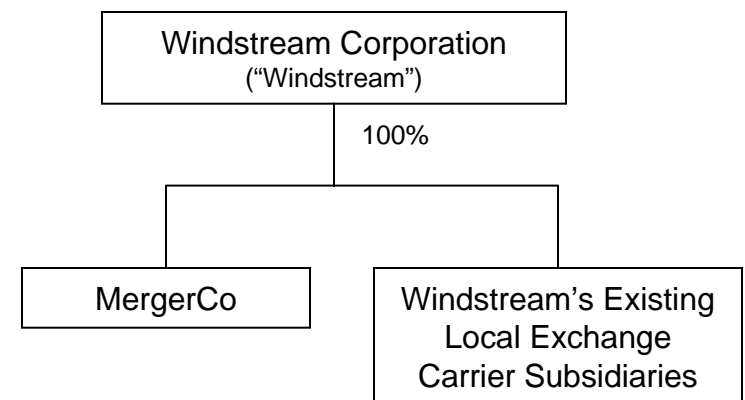 Windstream Corporation
(“Windstream”)
100%
MergerCo
Windstream’s Existing
Local Exchange
Carrier Subsidiaries